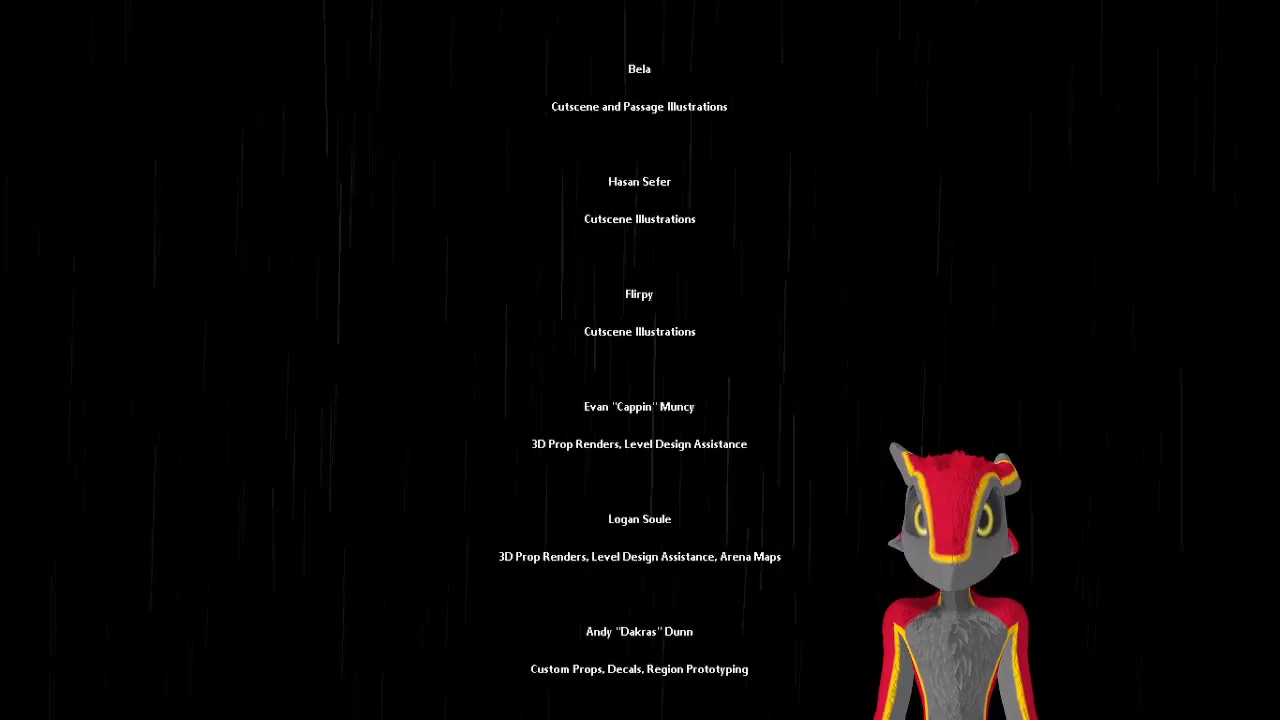 Bela
Cutscene and Passage Illustrations
Hasan Sefer
Cutscene Illustrations
Flirpy
Cutscene Illustrations
Evan "Cappin" Muncy
3D Prop Renders, Level Design Assistance
Logan Soule
3D Prop Renders, Level Design Assistance, Arena Maps
Andy "Dakras" Dunn
Custom Props, Decals, Region Prototyping